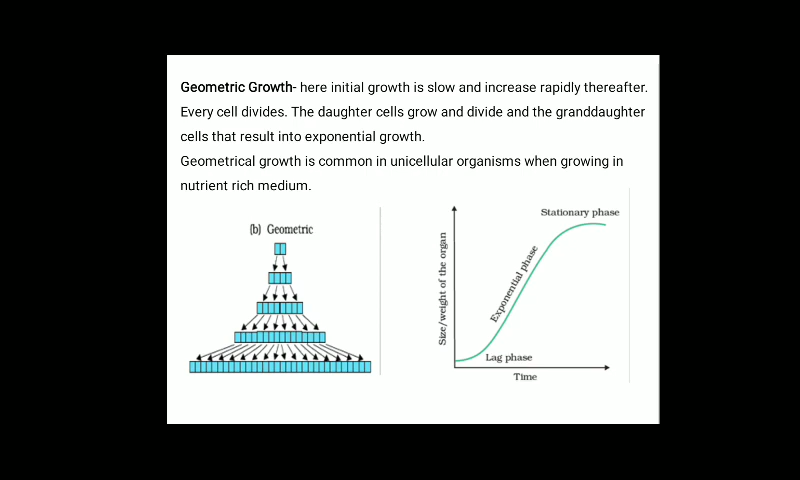 Geometric Growth- here initial growth is slow and increase rapidly thereafter.
Every cell divides. The daughter cells grow and divide and the granddaughter
cells that result into exponential growth.
Geometrical growth is common in unicellular organisms when growing in
nutrient rich medium.
(b) Geometric
Stationary phase
Exponential phase
Size/weight of the organ
Lag phase
Time